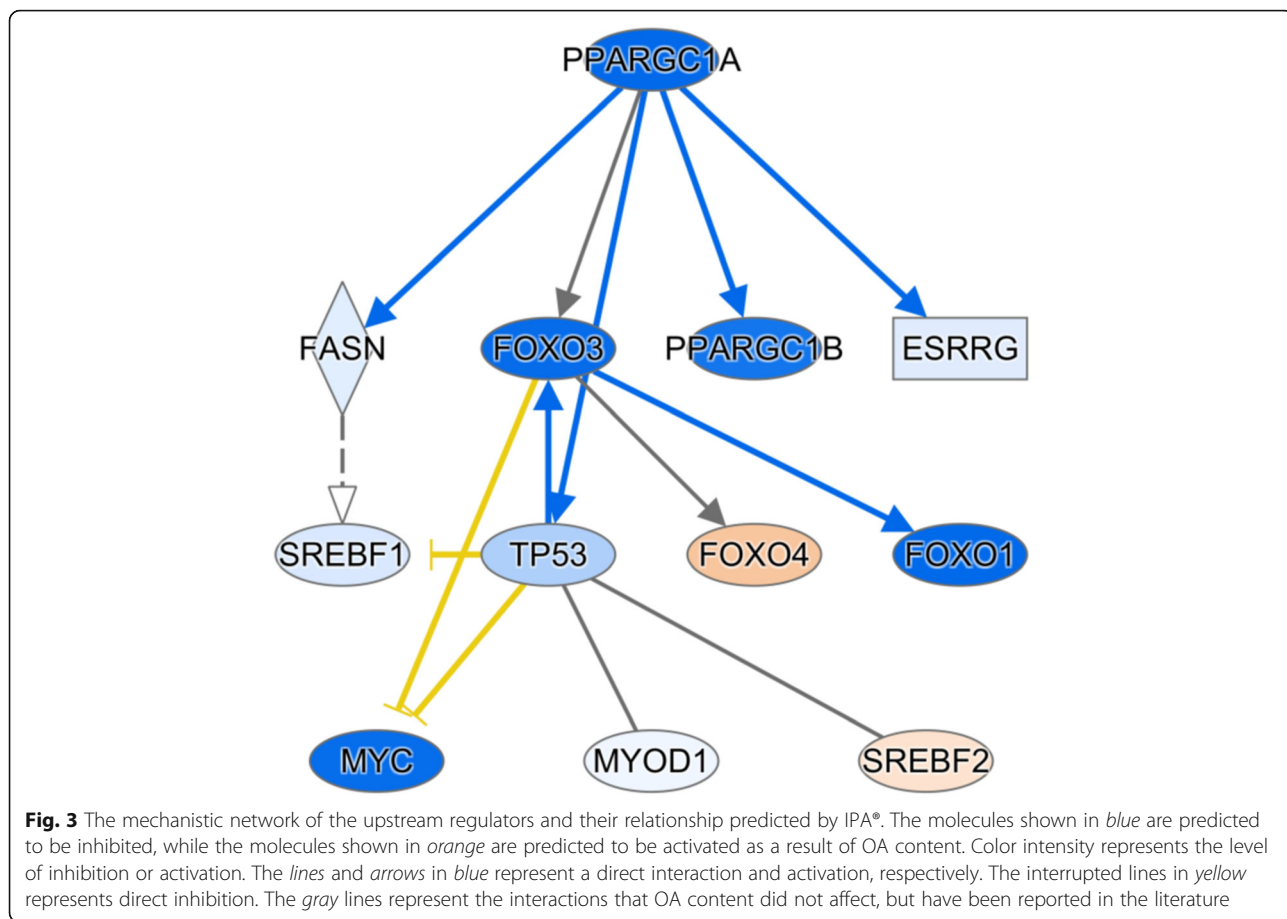 PPARGC1A
FASN
FOXO3
PPARGC1B
ESRRG
SREBF1
TP53
FOXO4
FOXO1
MYC
MYOD1
SREBF2
Fig. 3 The mechanistic network of the upstream regulators and their relationship predicted by IPA®. The molecules shown in blue are predicted
to be inhibited, while the molecules shown in orange are predicted to be activated as a result of OA content. Color intensity represents the level
of inhibition or activation. The lines and arrows in blue represent a direct interaction and activation, respectively. The interrupted lines in yellow
represents direct inhibition. The gray lines represent the interactions that OA content did not affect, but have been reported in the literature